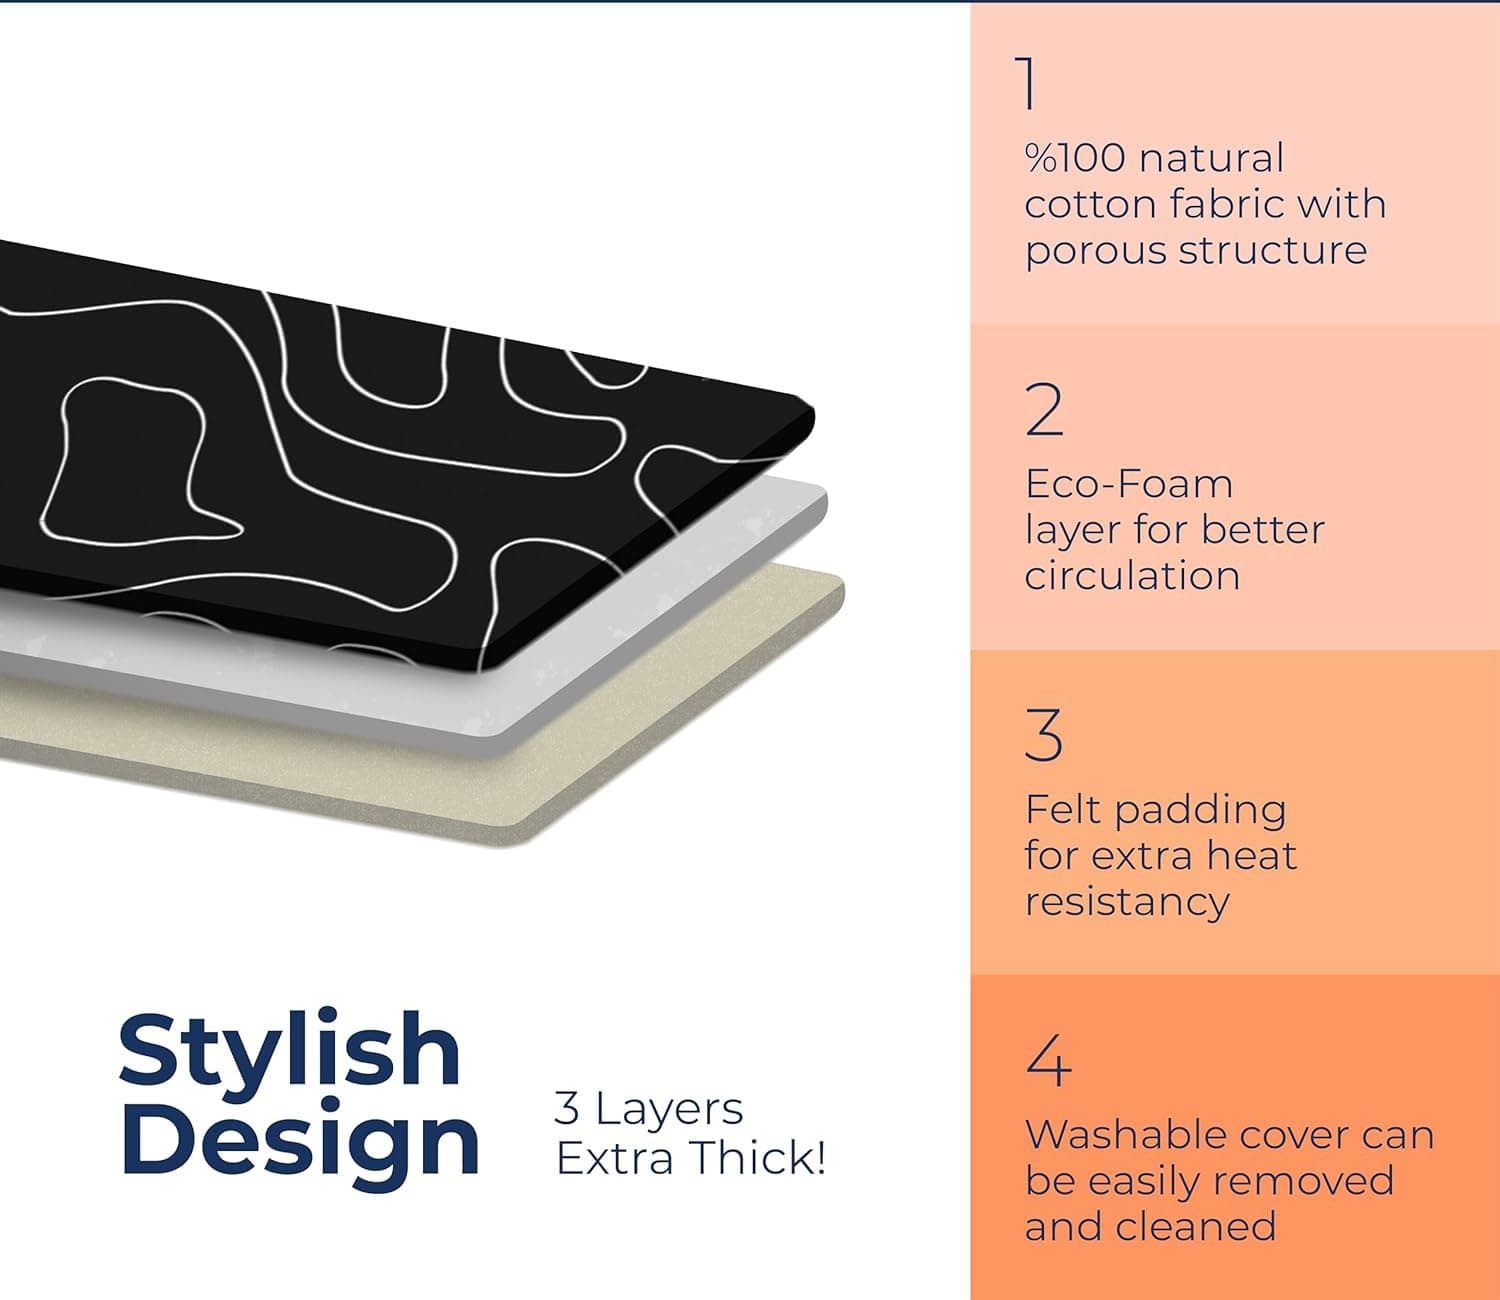 1
%100 natural
cotton fabric with
porous structure
2
Eco-Foam
layer for better
circulation
3
Felt padding
for extra heat
resistancy
4
Washable cover can
be easily removed
and cleaned
Stylish
Design
3 Layers
Extra Thick!